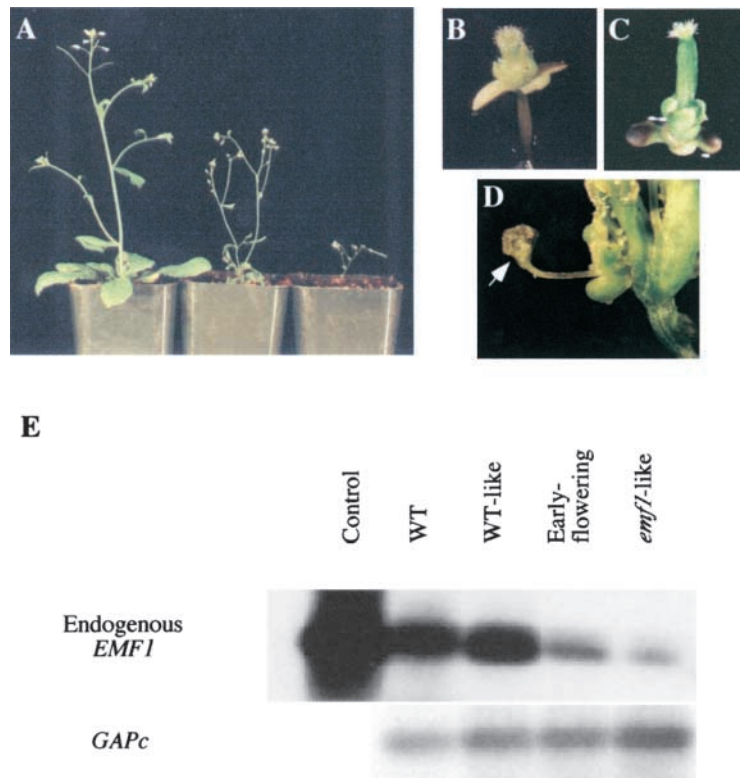 A
B
C
D
E
Control
WT
WT-like
Early-
flowering
emf1-like
Endogenous
EMF1
GAPc